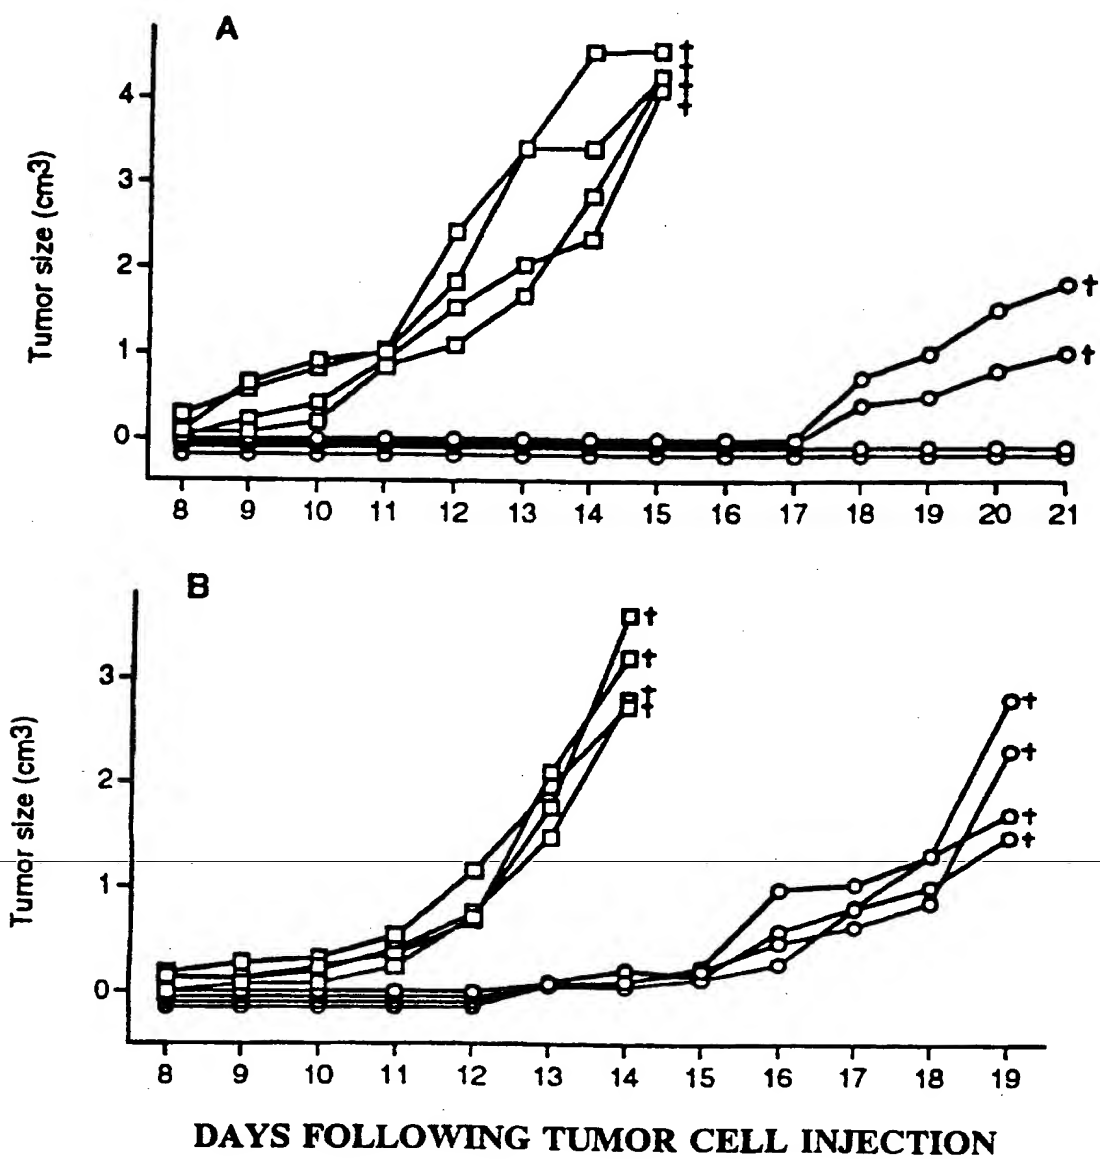 A
Tumor size (cm3)
4
3
2
1
0
† † † †
† †
8 9 10 11 12 13 14 15 16 17 18 19 20 21
B
Tumor size (cm3)
3
2
1
0
† † † †
† † † †
8 9 10 11 12 13 14 15 16 17 18 19
DAYS FOLLOWING TUMOR CELL INJECTION